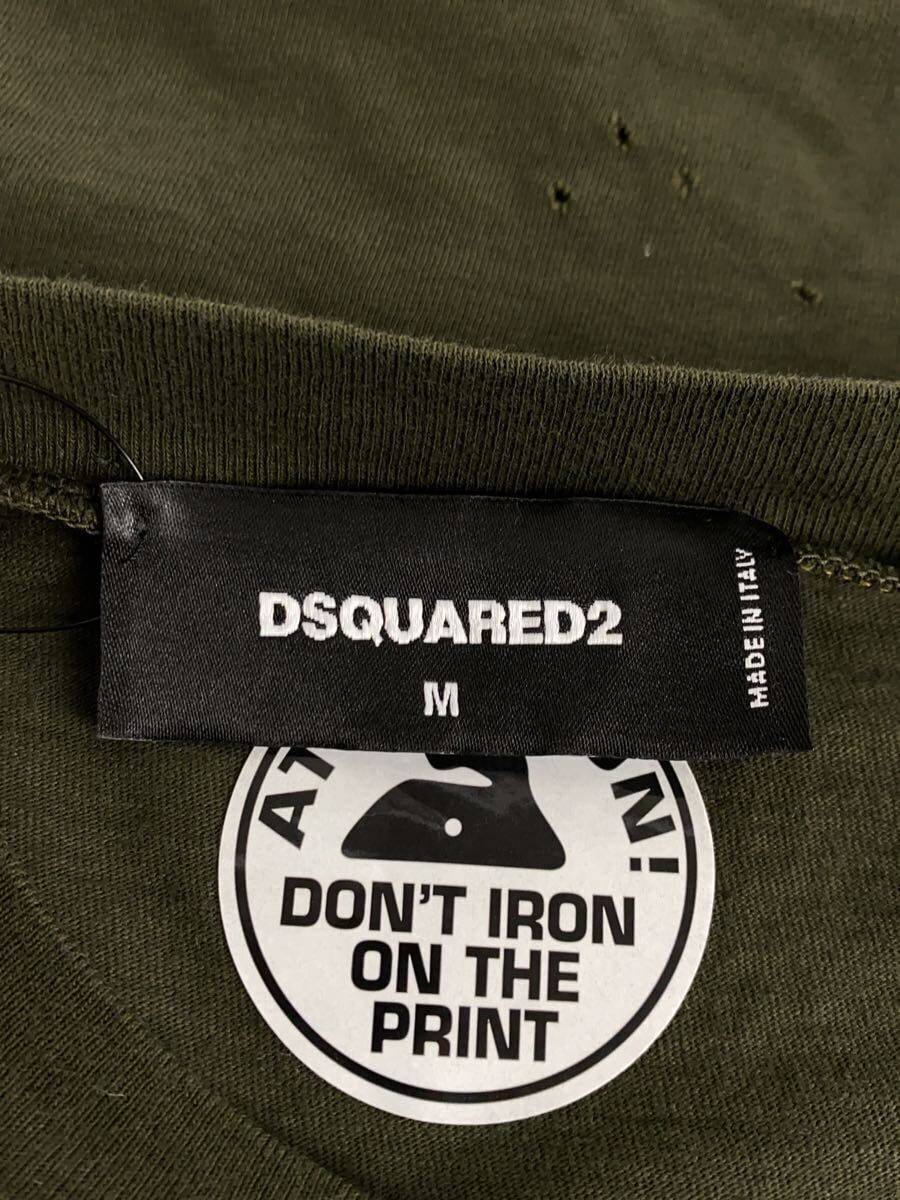 DSQUARED2
M
MADE IN ITALY
DON'T IRON
ON THE
PRINT